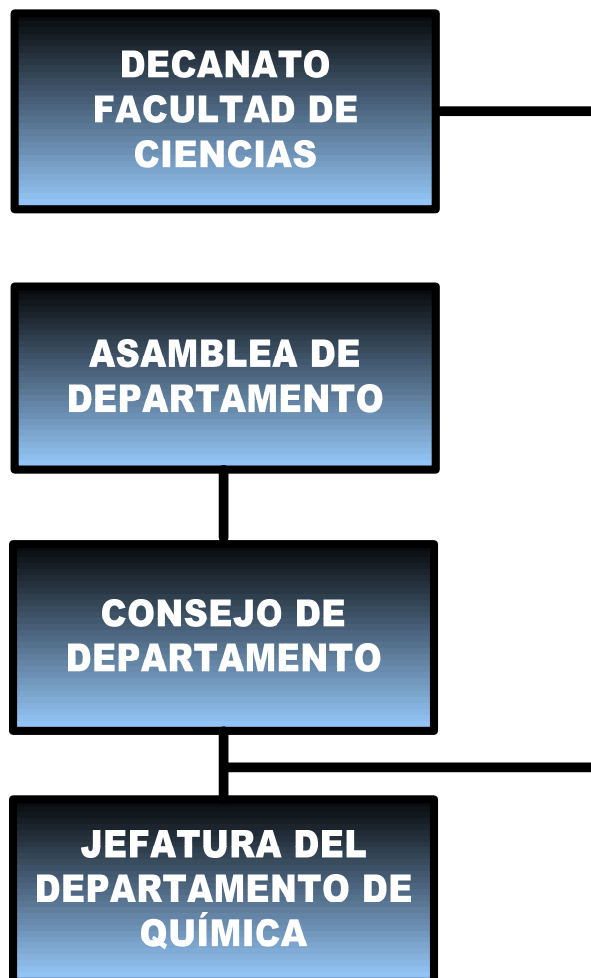 DECANATO
FACULTAD DE
CIENCIAS
ASAMBLEA DE
DEPARTAMENTO
CONSEJO DE
DEPARTAMENTO
JEFATURA DEL
DEPARTAMENTO DE
QUÍMICA